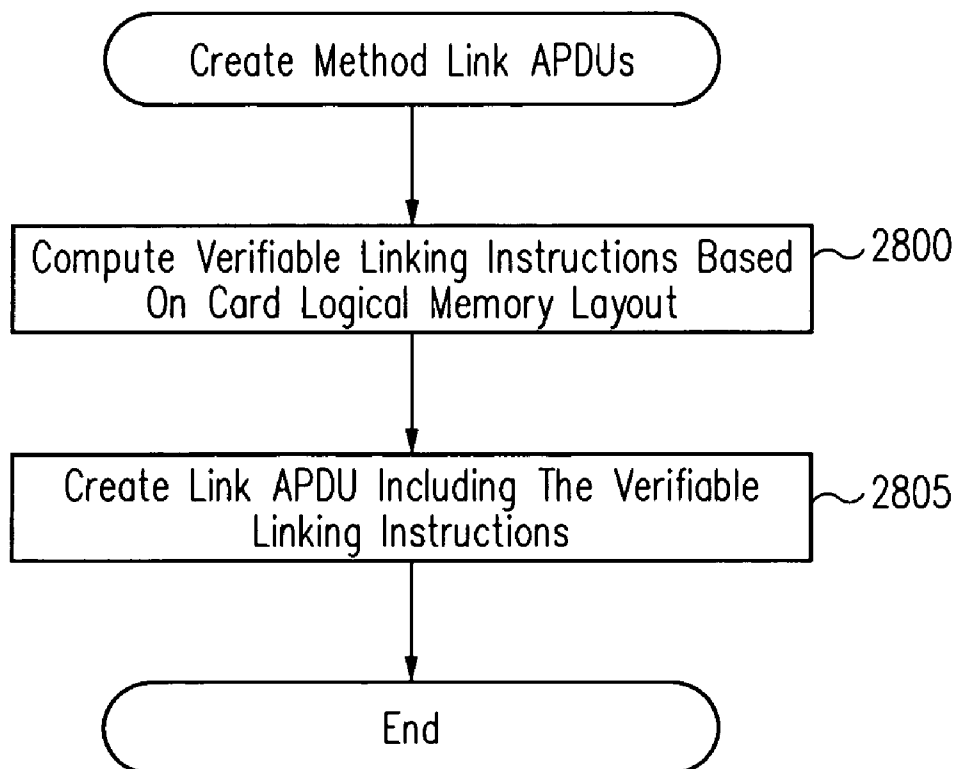 Create Method Link APDUs
Compute Verifiable Linking Instructions Based
On Card Logical Memory Layout
2800
Create Link APDU Including The Verifiable
Linking Instructions
2805
End